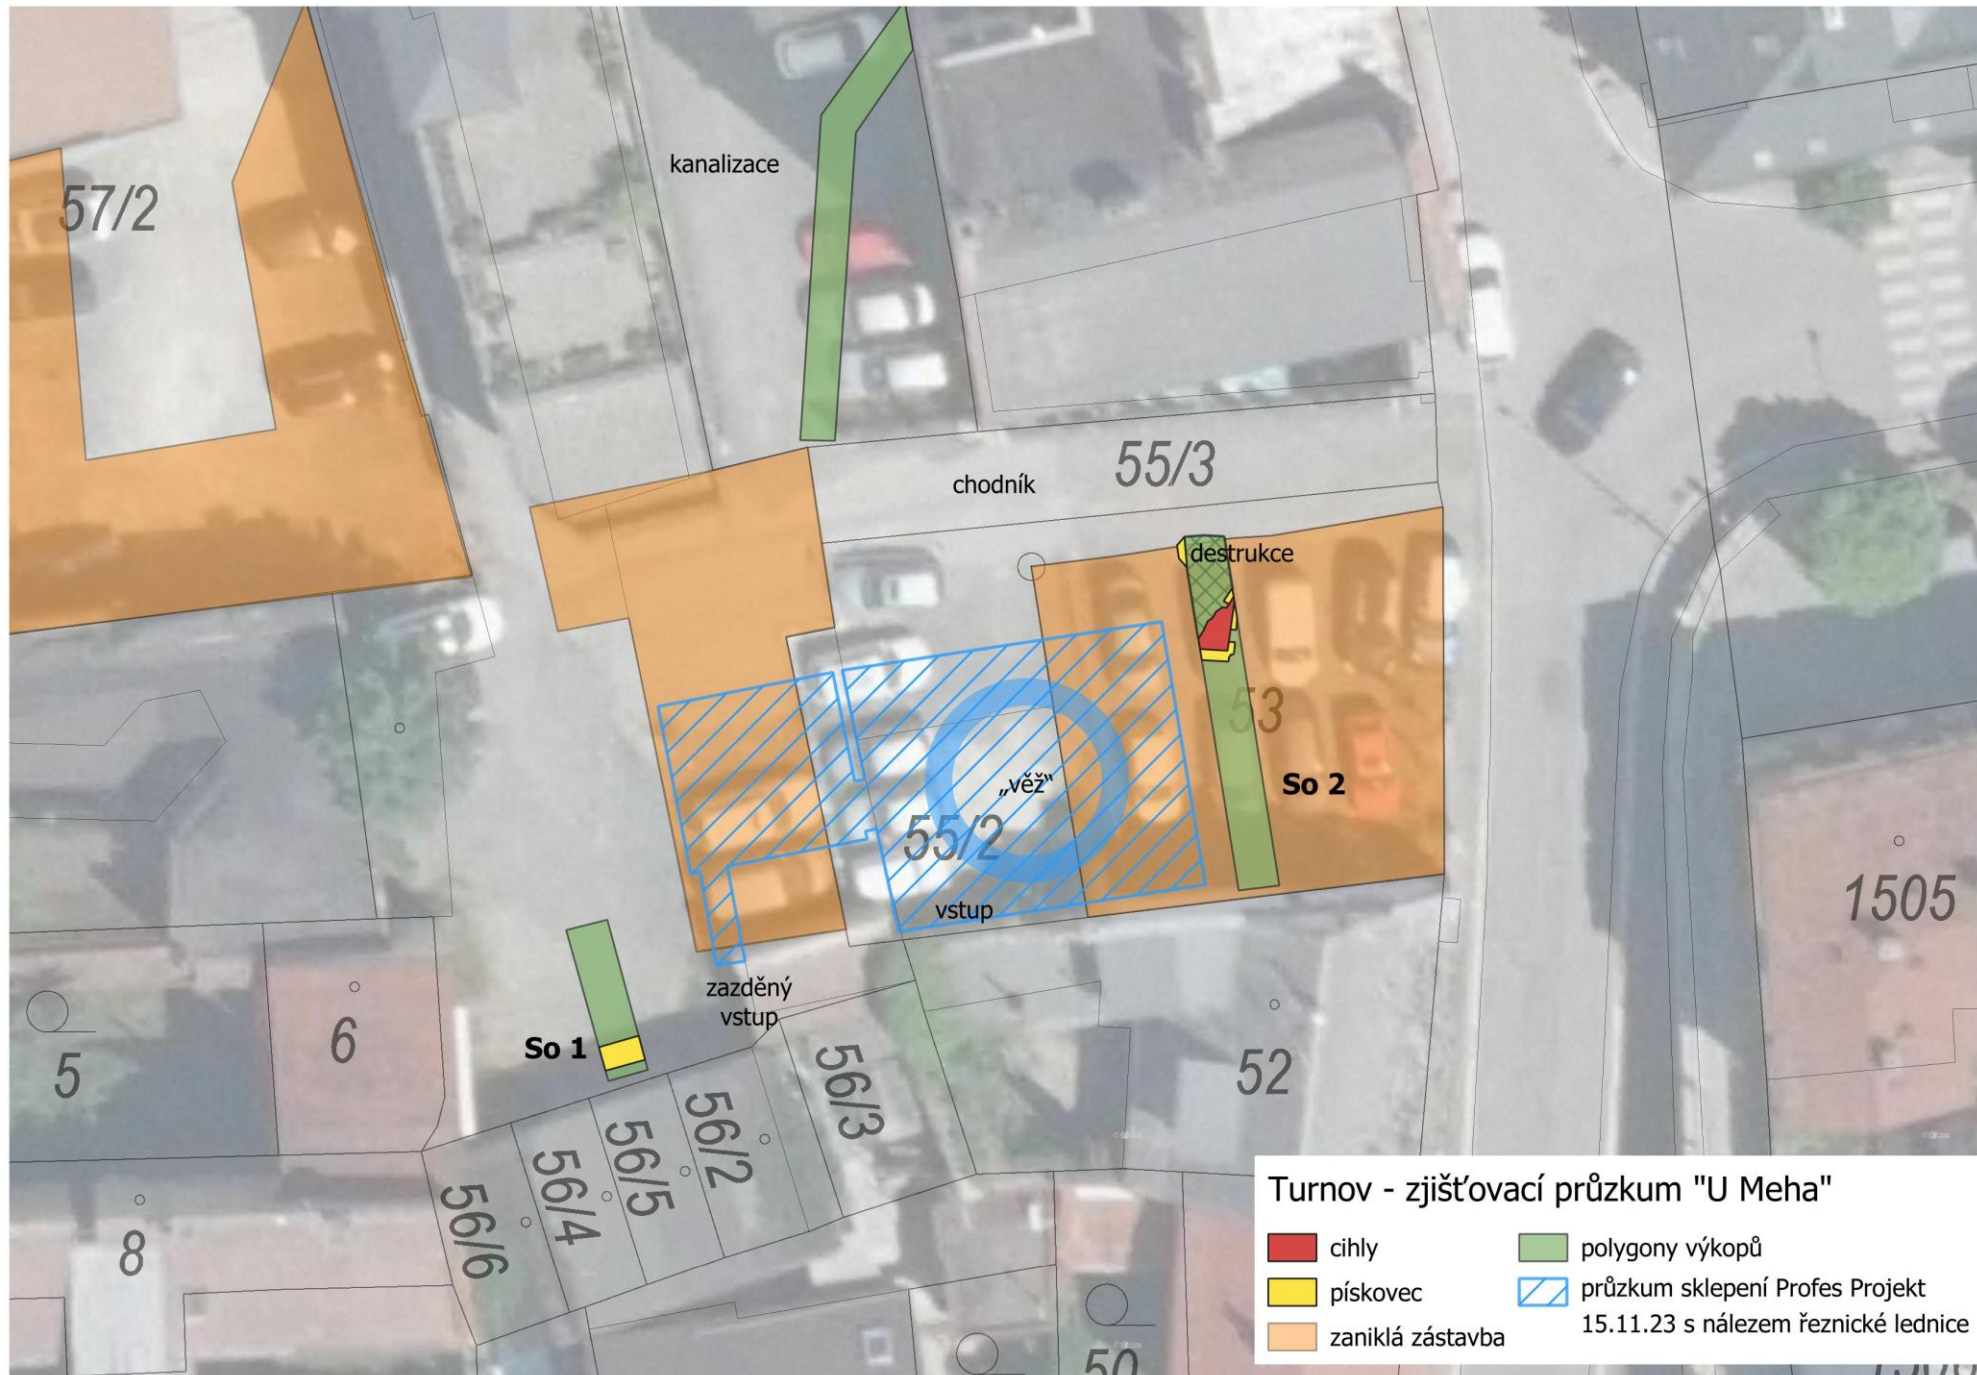 kanalizace
57/2
chodník
55/3
destrukce
53
So 2
„věž“
55/2
vstup
1505
zazděný
vstup
So 1
6
5
52
56/3
56/2
56/5
56/4
56/6
8
50
Turnov - zjišťovací průzkum "U Meha"
cihly
pískovec
zaniklá zástavba
polygony výkopů
průzkum sklepení Profes Projekt
15.11.23 s nálezem řeznické lednice